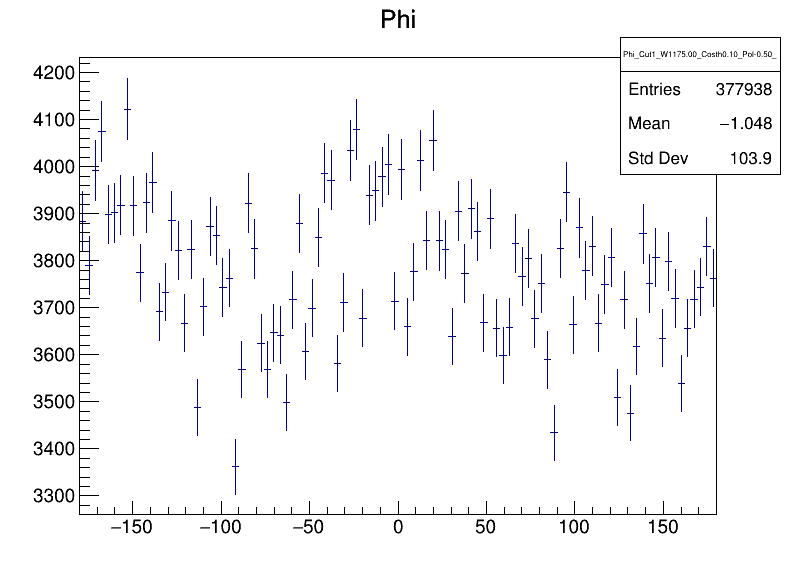 Phi
Phi_Cut1_W1175.00_Costh0.10_Pol-0.50_
Entries 377938
Mean −1.048
Std Dev 103.9
4200
4100
4000
3900
3800
3700
3600
3500
3400
3300
−150 −100 −50 0 50 100 150